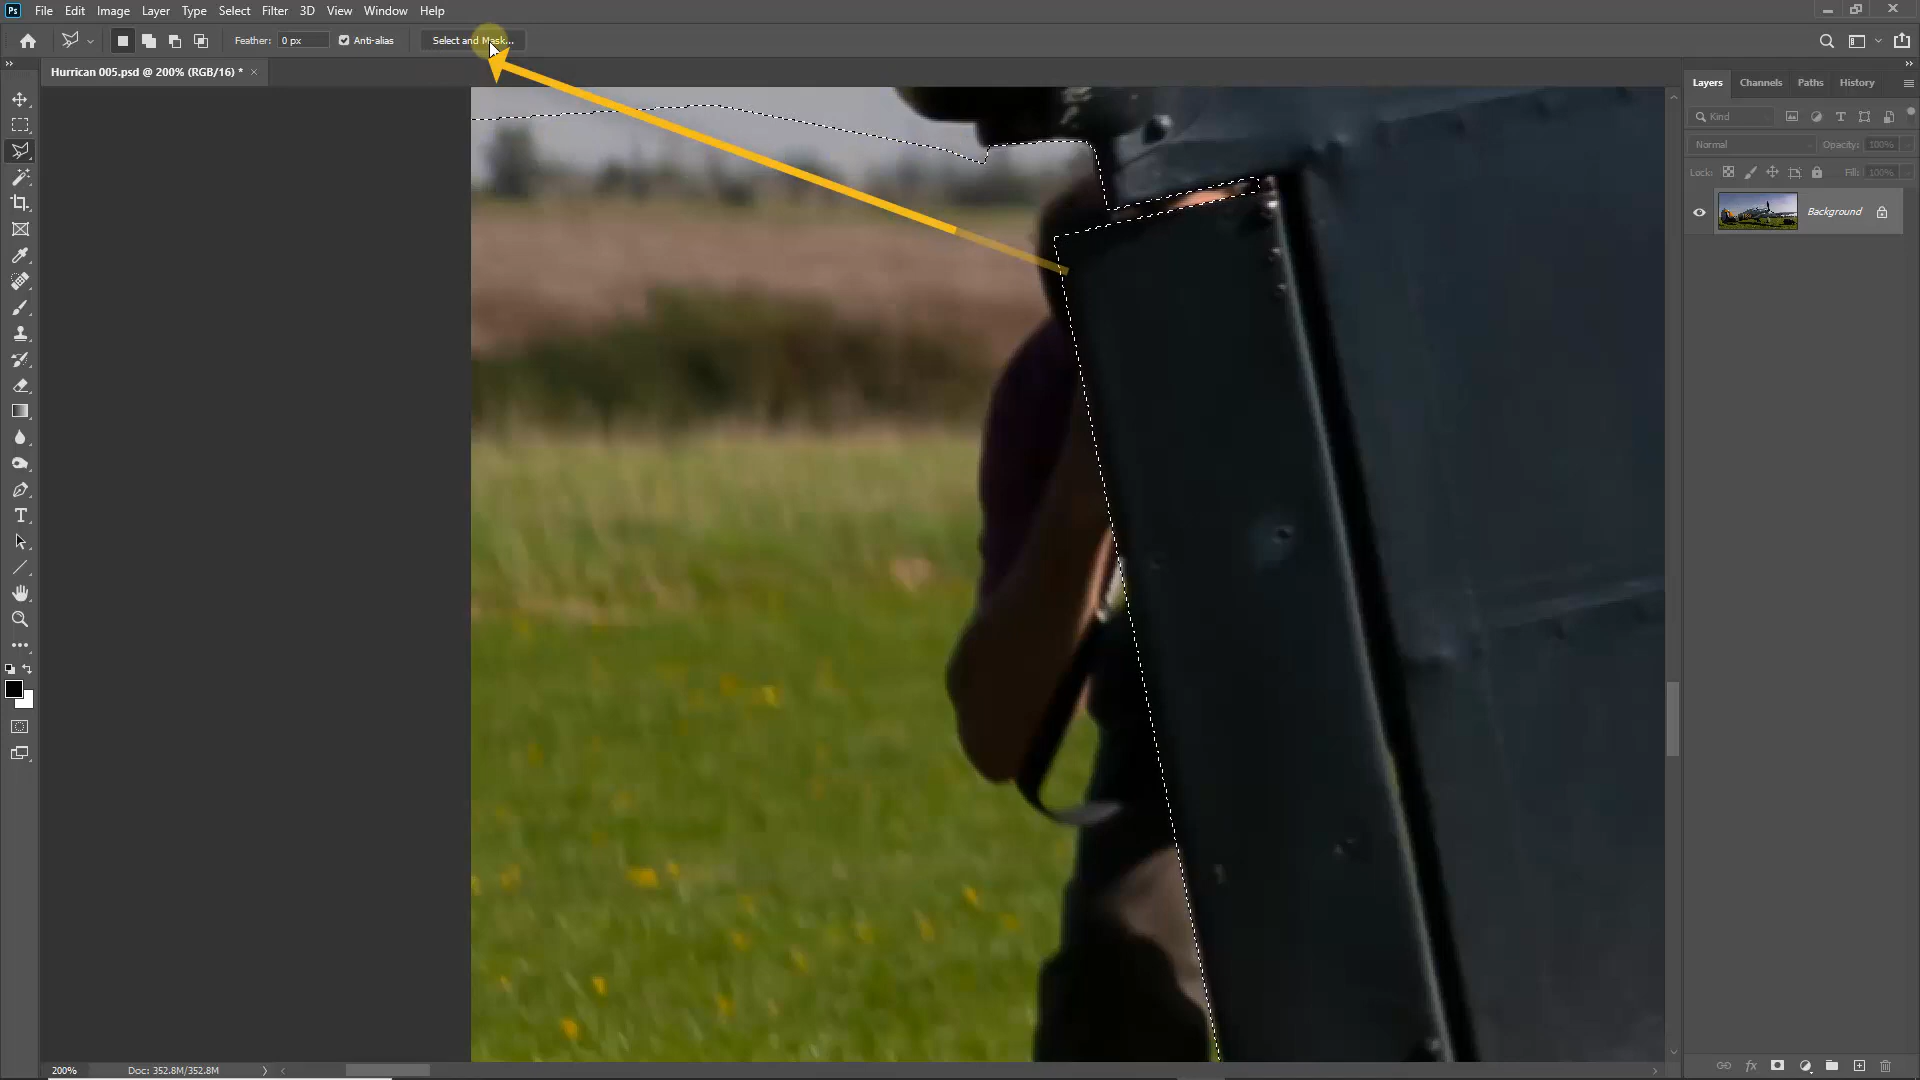 Ps File Edit Image Layer Type Select Filter 3D View Window Help
Feather: 0 px Anti-alias Select and Mask...
Hurrican 005.psd @ 200% (RGB/16) * ×
Layers Channels Paths History
Kind
Normal Opacity: 100%
Lock: Fill: 100%
Background
200% Doc: 352.8M/352.8M